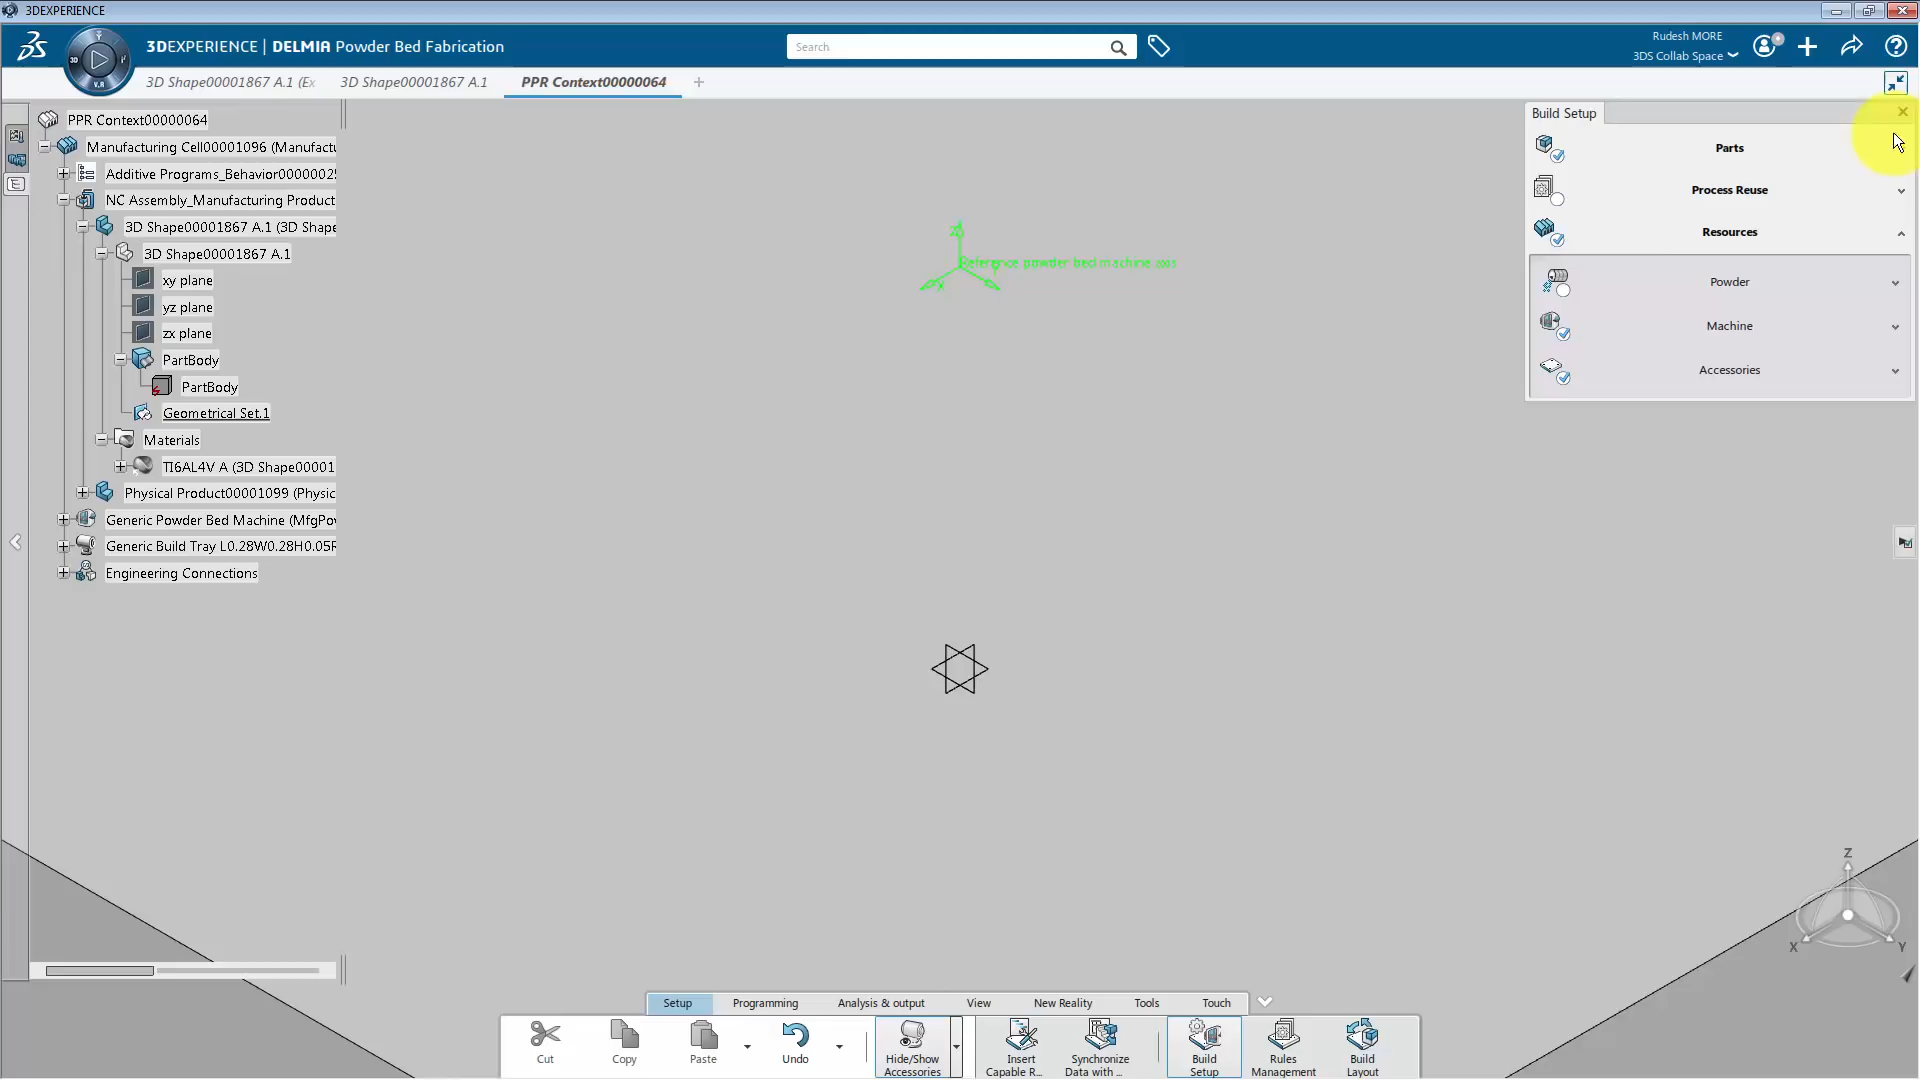 3DEXPERIENCE
3DEXPERIENCE | DELMIA Powder Bed Fabrication
Search
Rudesh MORE
3DS Collab Space
3D
V.R
3D Shape00001867 A.1 (Ex
3D Shape00001867 A.1
PPR Context00000064
PPR Context00000064
Manufacturing Cell00001096 (Manufactu
Additive Programs_Behavior0000002
NC Assembly_Manufacturing Product
3D Shape00001867 A.1 (3D Shape
3D Shape00001867 A.1
xy plane
yz plane
zx plane
PartBody
PartBody
Geometrical Set.1
Materials
TI6AL4V A (3D Shape00001
Physical Product00001099 (Physic
Generic Powder Bed Machine (MfgPow
Generic Build Tray L0.28W0.28H0.05R
Engineering Connections
Reference powder bed machine axis
X
Build Setup
Parts
Process Reuse
Resources
Powder
Machine
Accessories
Z
X
Y
Setup
Programming
Analysis & output
View
New Reality
Tools
Touch
Cut
Copy
Paste
Undo
Hide/Show
Accessories
Insert
Capable R...
Synchronize
Data with ...
Build
Setup
Rules
Management
Build
Layout